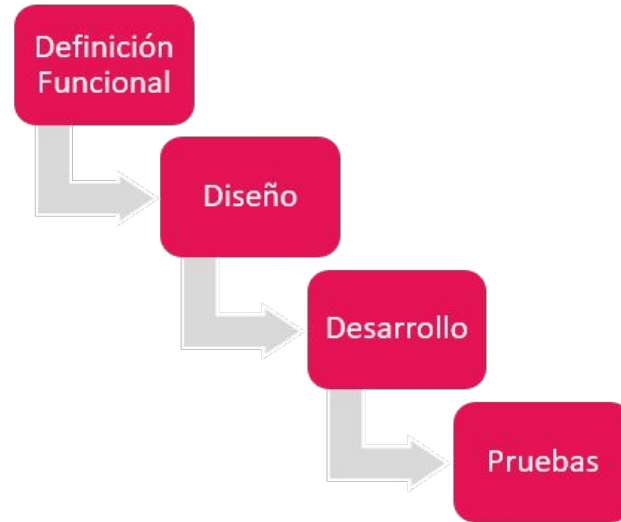 Definición
Funcional
Diseño
Desarrollo
Pruebas